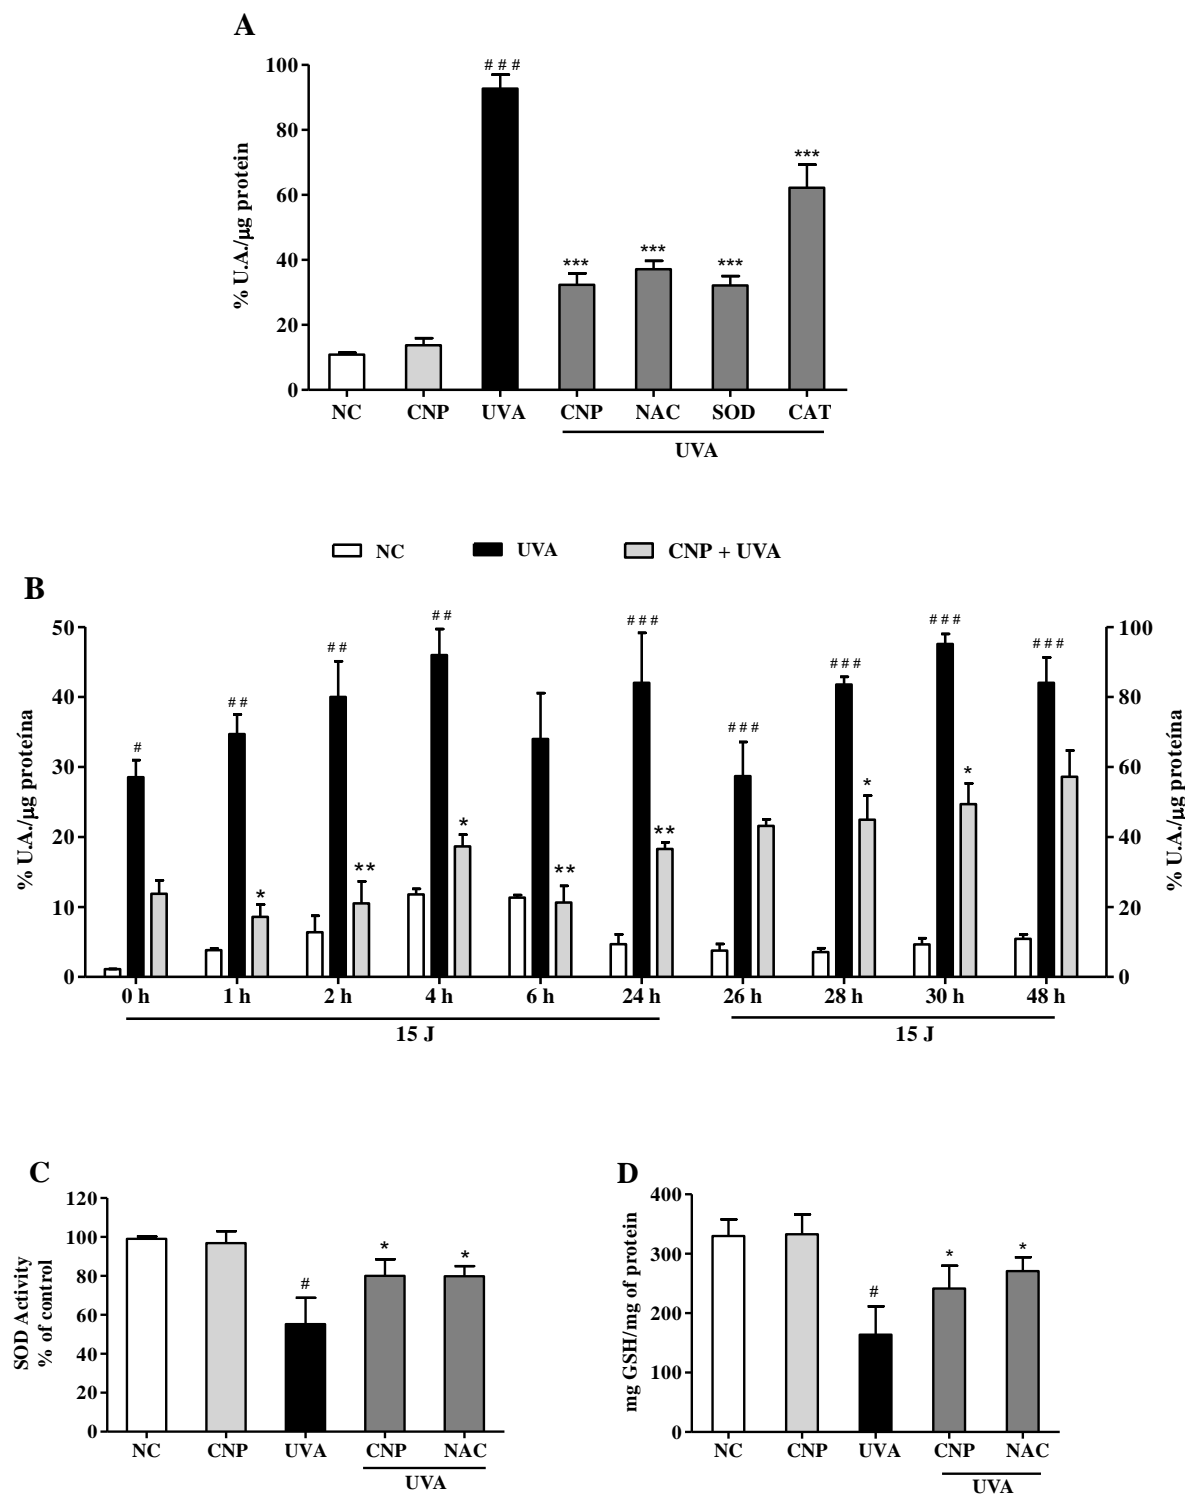 A
% U.A./µg protein
100
80
60
40
20
0
# # #
***
***
***
***
NC CNP UVA CNP NAC SOD CAT
UVA
NC UVA CNP + UVA
B
% U.A./µg proteína
50
40
30
20
10
0
#
# #
# #
# #
# # #
# # #
# # #
# # #
# # #
*
**
*
**
**
*
*
100
80
60
40
20
0
% U.A./µg proteína
0 h 1 h 2 h 4 h 6 h 24 h 26 h 28 h 30 h 48 h
15 J 15 J
C
SOD Activity
% of control
120
100
80
60
40
20
0
#
*
*
NC CNP UVA CNP NAC
UVA
D
mg GSH/mg of protein
400
300
200
100
0
#
*
*
NC CNP UVA CNP NAC
UVA